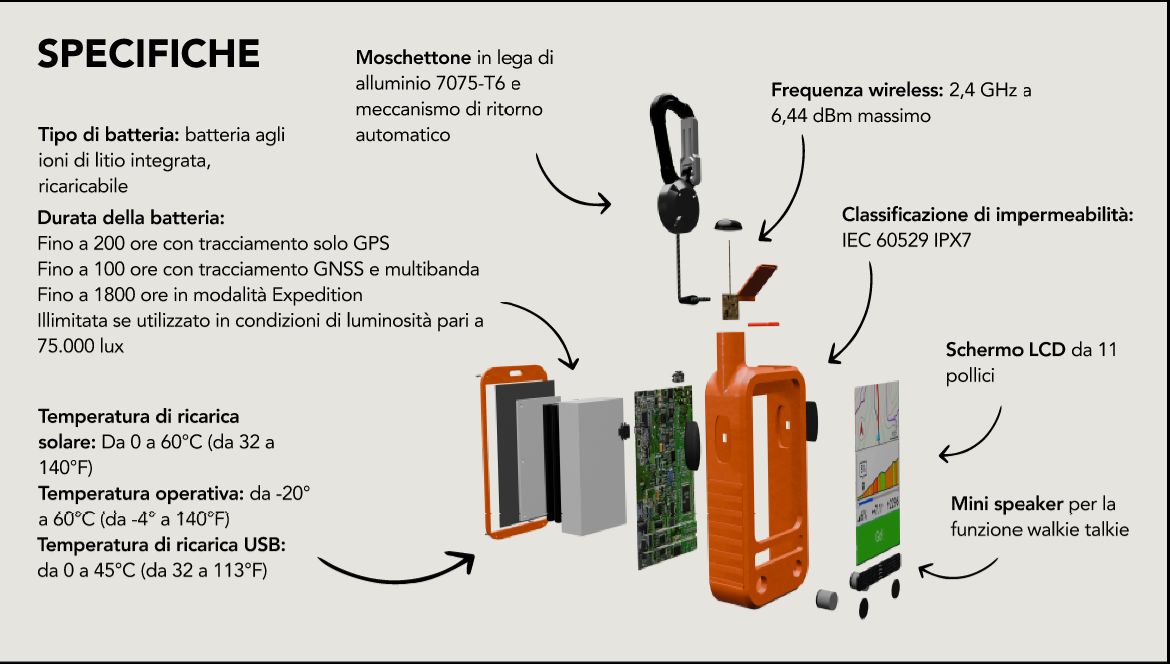 SPECIFICHE
Tipo di batteria: batteria agli
ioni di litio integrata,
ricaricabile
Durata della batteria:
Fino a 200 ore con tracciamento solo GPS
Fino a 100 ore con tracciamento GNSS e multibanda
Fino a 1800 ore in modalità Expedition
Illimitata se utilizzato in condizioni di luminosità pari a
75.000 lux
Temperatura di ricarica
solare: Da 0 a 60°C (da 32 a
140°F)
Temperatura operativa: da -20°
a 60°C (da -4° a 140°F)
Temperatura di ricarica USB:
da 0 a 45°C (da 32 a 113°F)
Moschettone in lega di
alluminio 7075-T6 e
meccanismo di ritorno
automatico
Frequenza wireless: 2,4 GHz a
6,44 dBm massimo
Classificazione di impermeabilità:
IEC 60529 IPX7
Schermo LCD da 11
pollici
Mini speaker per la
funzione walkie talkie